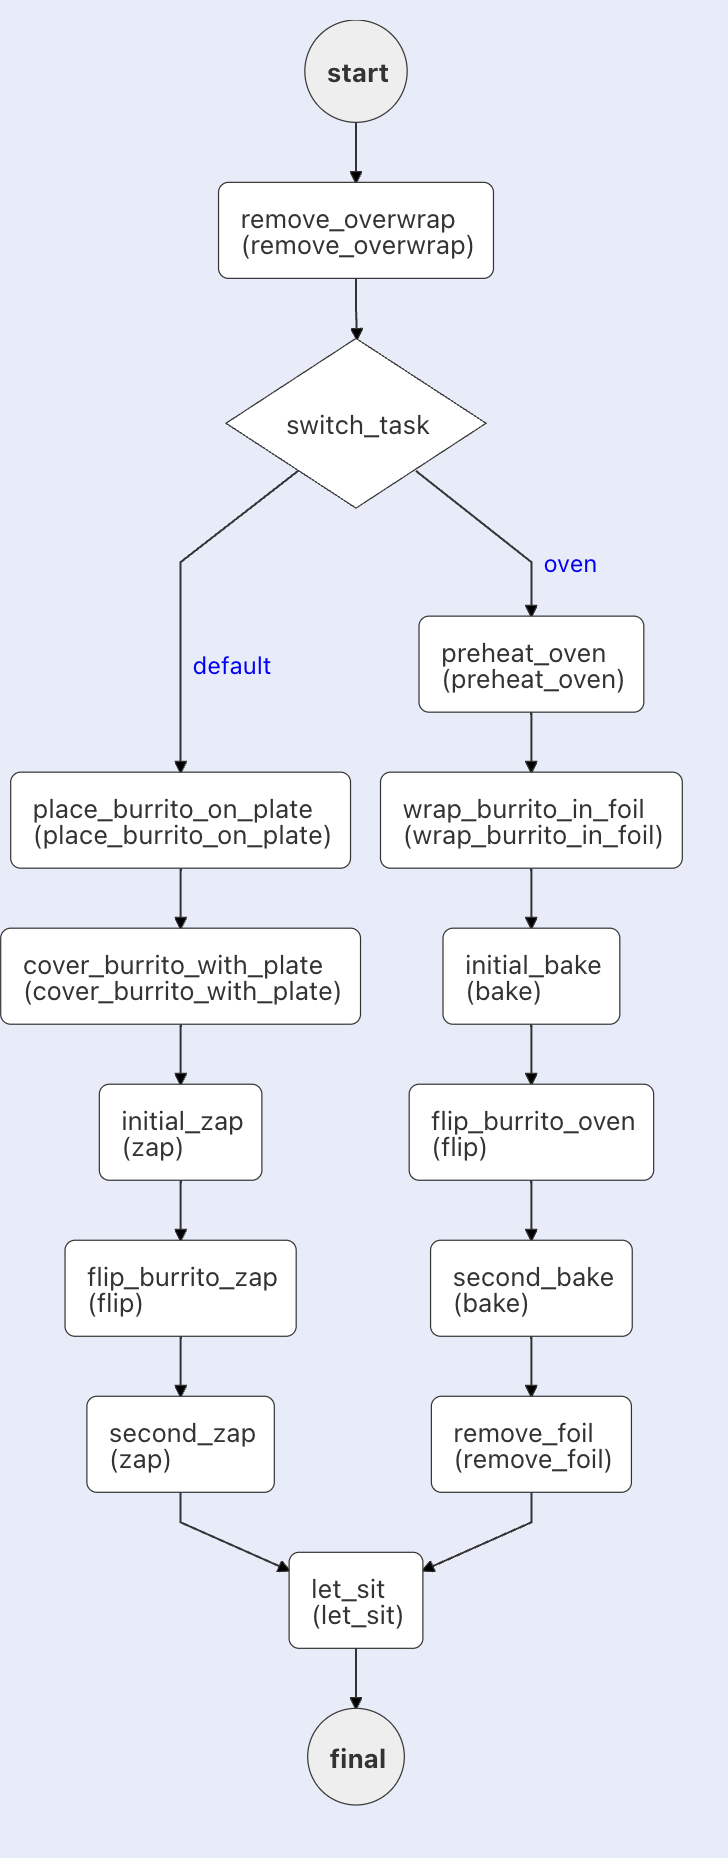 start
remove_overwrap
(remove_overwrap)
switch_task
default
oven
preheat_oven
(preheat_oven)
place_burrito_on_plate
(place_burrito_on_plate)
wrap_burrito_in_foil
(wrap_burrito_in_foil)
cover_burrito_with_plate
(cover_burrito_with_plate)
initial_bake
(bake)
initial_zap
(zap)
flip_burrito_oven
(flip)
flip_burrito_zap
(flip)
second_bake
(bake)
second_zap
(zap)
remove_foil
(remove_foil)
let_sit
(let_sit)
final